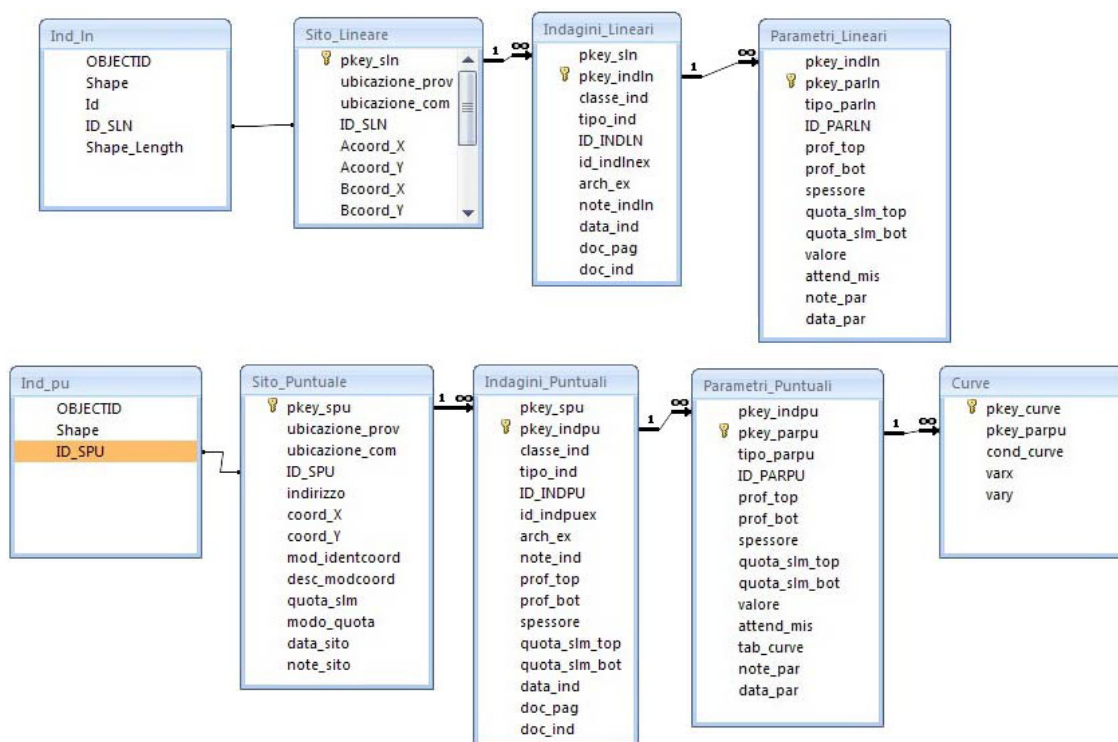 Ind_ln
OBJECTID
Shape
Id
ID_SLN
Shape_Length
Sito_Lineare
pkey_sln
ubicazione_prov
ubicazione_com
ID_SLN
Acoord_X
Acoord_Y
Bcoord_X
Bcoord_Y
1
∞
Indagini_Lineari
pkey_sln
pkey_indln
classe_ind
tipo_ind
ID_INDLN
id_indlnex
arch_ex
note_indln
data_ind
doc_pag
doc_ind
1
∞
Parametri_Lineari
pkey_indln
pkey_parln
tipo_parln
ID_PARLN
prof_top
prof_bot
spessore
quota_slm_top
quota_slm_bot
valore
attend_mis
note_par
data_par
Ind_pu
OBJECTID
Shape
ID_SPU
Sito_Puntuale
pkey_spu
ubicazione_prov
ubicazione_com
ID_SPU
indirizzo
coord_X
coord_Y
mod_identcoord
desc_modcoord
quota_slm
modo_quota
data_sito
note_sito
1
∞
Indagini_Puntuali
pkey_spu
pkey_indpu
classe_ind
tipo_ind
ID_INDPU
id_indpuex
arch_ex
note_ind
prof_top
prof_bot
spessore
quota_slm_top
quota_slm_bot
data_ind
doc_pag
doc_ind
1
∞
Parametri_Puntuali
pkey_indpu
pkey_parpu
tipo_parpu
ID_PARPU
prof_top
prof_bot
spessore
quota_slm_top
quota_slm_bot
valore
attend_mis
tab_curve
note_par
data_par
1
∞
Curve
pkey_curve
pkey_parpu
cond_curve
varx
vary